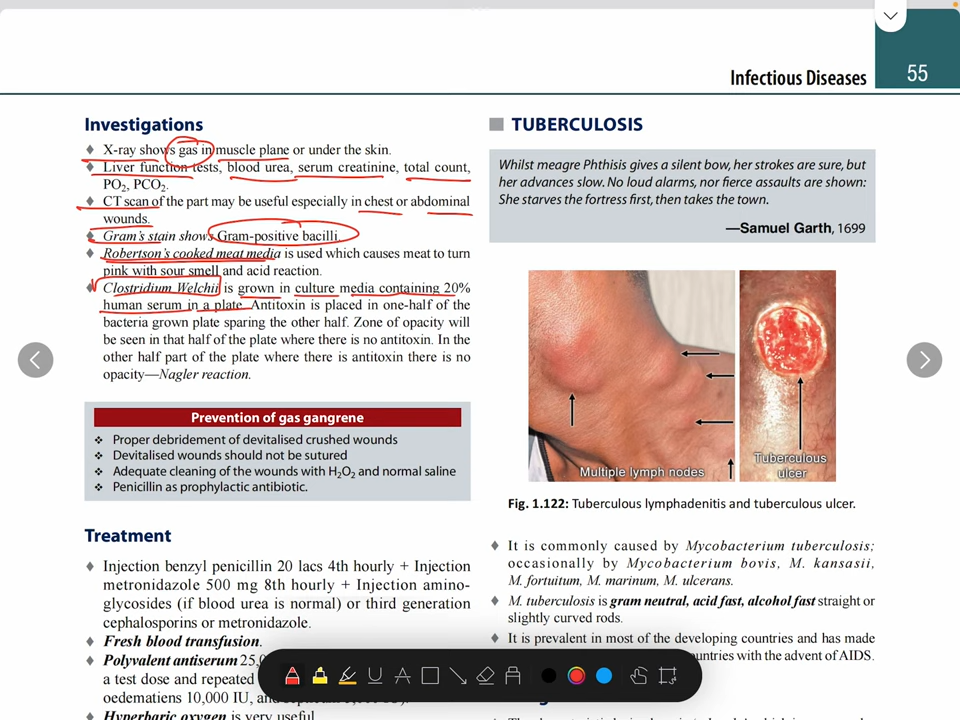 Infectious Diseases 55
Investigations
♦ X-ray shows gas in muscle plane or under the skin.
♦ Liver function tests, blood urea, serum creatinine, total count,
PO₂, PCO₂.
♦ CT scan of the part may be useful especially in chest or abdominal
wounds.
♦ Gram's stain shows Gram-positive bacilli.
♦ Robertson's cooked meat media is used which causes meat to turn
pink with sour smell and acid reaction.
♦ Clostridium Welchii is grown in culture media containing 20%
human serum in a plate. Antitoxin is placed in one-half of the
bacteria grown plate sparing the other half. Zone of opacity will
be seen in that half of the plate where there is no antitoxin. In the
other half part of the plate where there is antitoxin there is no
opacity—Nagler reaction.
Prevention of gas gangrene
❖ Proper debridement of devitalised crushed wounds
❖ Devitalised wounds should not be sutured
❖ Adequate cleaning of the wounds with H₂O₂ and normal saline
❖ Penicillin as prophylactic antibiotic.
Treatment
♦ Injection benzyl penicillin 20 lacs 4th hourly + Injection
metronidazole 500 mg 8th hourly + Injection amino-
glycosides (if blood urea is normal) or third generation
cephalosporins or metronidazole.
♦ Fresh blood transfusion.
♦ Polyvalent antiserum 25,0
a test dose and repeated
oedematiens 10,000 IU,
♦ Hyperbaric oxygen is very useful.
■ TUBERCULOSIS
Whilst meagre Phthisis gives a silent bow, her strokes are sure, but
her advances slow. No loud alarms, nor fierce assaults are shown:
She starves the fortress first, then takes the town.
—Samuel Garth, 1699
Multiple lymph nodes
Tuberculous
ulcer
Fig. 1.122: Tuberculous lymphadenitis and tuberculous ulcer.
♦ It is commonly caused by Mycobacterium tuberculosis;
occasionally by Mycobacterium bovis, M. kansasii,
M. fortuitum, M. marinum, M. ulcerans.
♦ M. tuberculosis is gram neutral, acid fast, alcohol fast straight or
slightly curved rods.
♦ It is prevalent in most of the developing countries and has made
untries with the advent of AIDS.